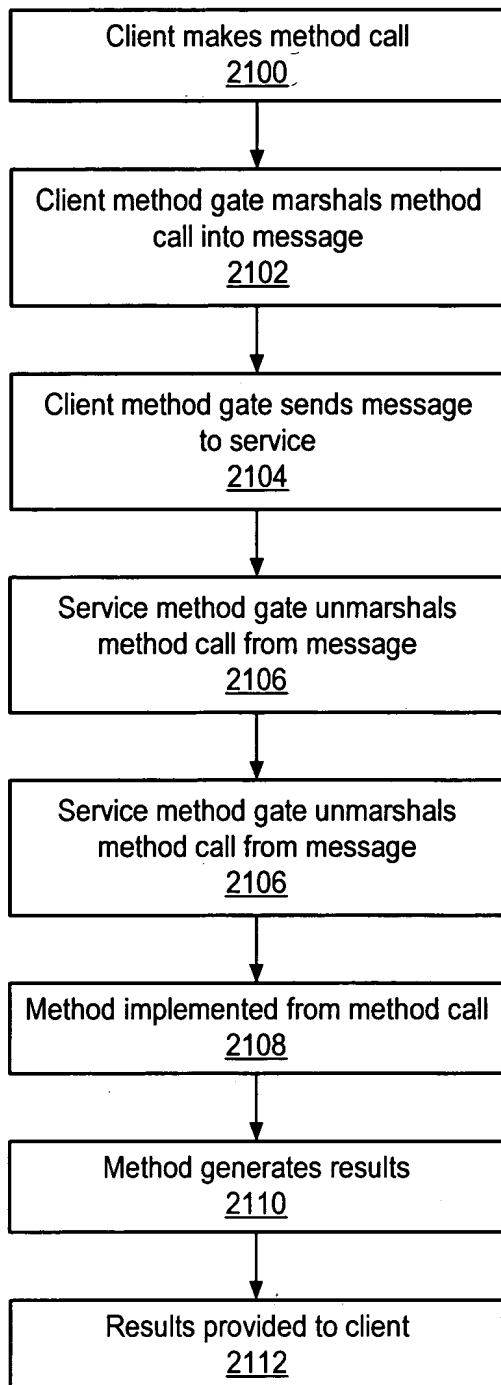 Client makes method call
2100
Client method gate marshals method
call into message
2102
Client method gate sends message
to service
2104
Service method gate unmarshals
method call from message
2106
Service method gate unmarshals
method call from message
2106
Method implemented from method call
2108
Method generates results
2110
Results provided to client
2112